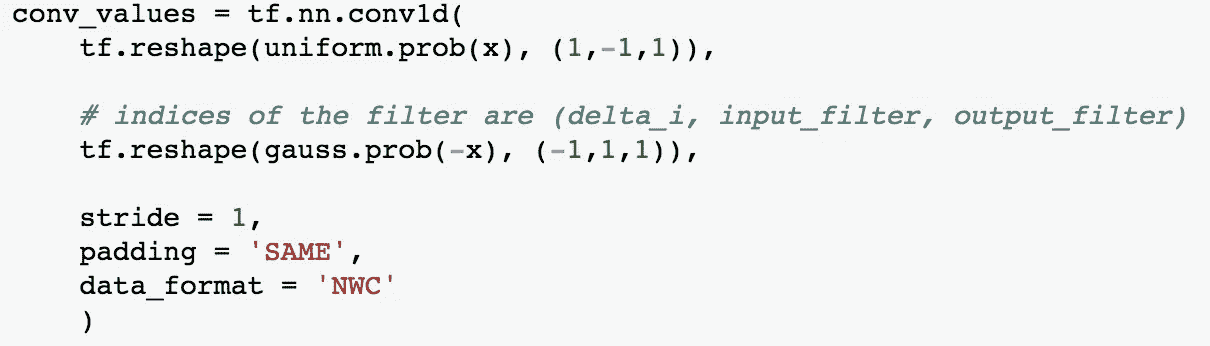 conv_values = tf.nn.conv1d(
    tf.reshape(uniform.prob(x), (1,-1,1)),
    # indices of the filter are (delta_i, input_filter, output_filter)
    tf.reshape(gauss.prob(-x), (-1,1,1)),
    stride = 1,
    padding = 'SAME',
    data_format = 'NWC'
    )